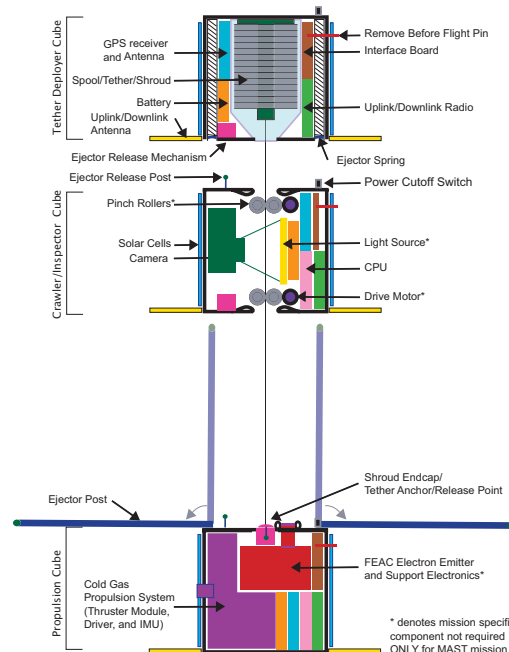 Tether Deployer Cube
GPS receiver
and Antenna
Spool/Tether/Shroud
Battery
Uplink/Downlink
Antenna
Ejector Release Mechanism
Remove Before Flight Pin
Interface Board
Uplink/Downlink Radio
Ejector Spring
Crawler/Inspector Cube
Ejector Release Post
Pinch Rollers*
Solar Cells
Camera
Power Cutoff Switch
Light Source*
CPU
Drive Motor*
Shroud Endcap/
Tether Anchor/Release Point
Ejector Post
Propulsion Cube
Cold Gas
Propulsion System
(Thruster Module,
Driver, and IMU)
FEAC Electron Emitter
and Support Electronics*
* denotes mission specifi
component not required
ONLY for MAST mission